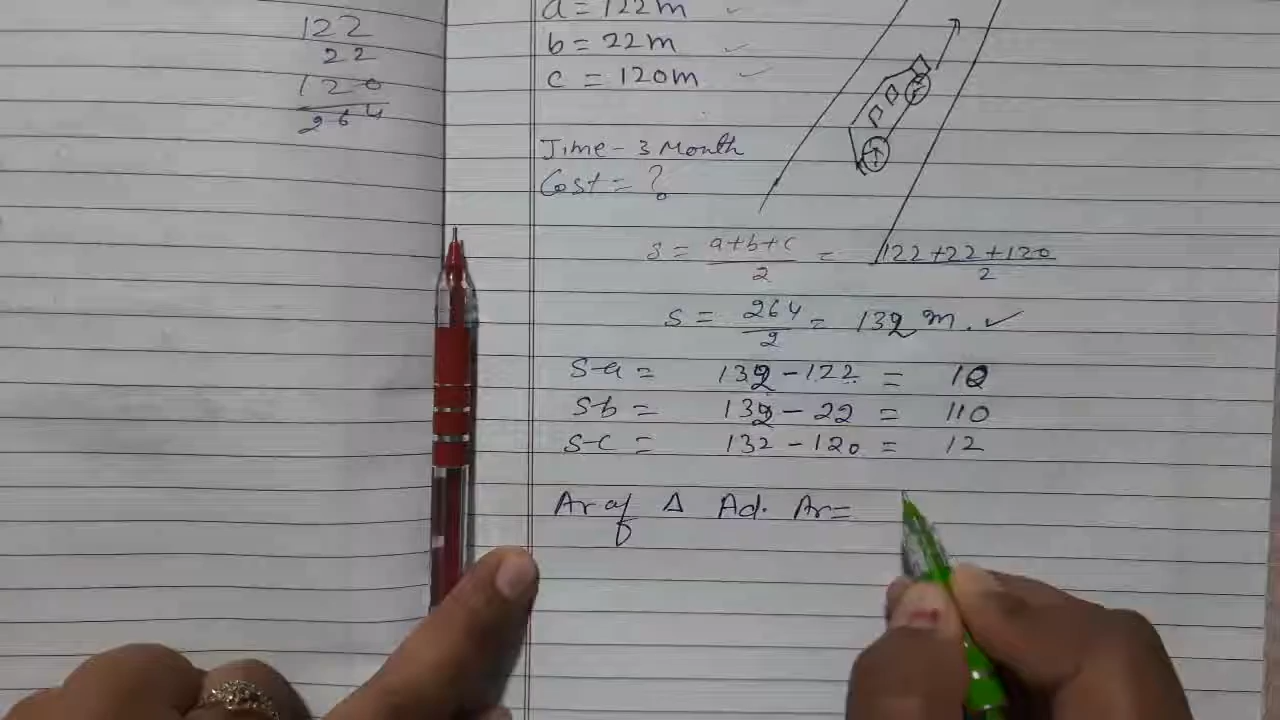 122
22
120
264
a = 122m
b = 22m
c = 120m
Time - 3 Month
Cost = ?
s = a+b+c/2 = 122+22+120/2
s = 264/2 = 132 m.
s-a = 132-122 = 10
s-b = 132-22 = 110
s-c = 132-120 = 12
Ar of Δ Ad. Ar=